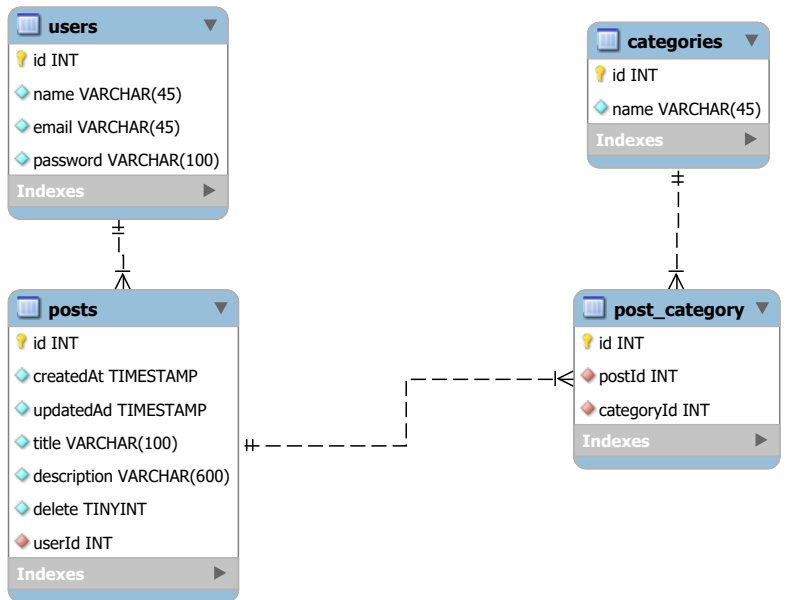 users
id INT
name VARCHAR(45)
email VARCHAR(45)
password VARCHAR(100)
Indexes
categories
id INT
name VARCHAR(45)
Indexes
posts
id INT
createdAt TIMESTAMP
updatedAd TIMESTAMP
title VARCHAR(100)
description VARCHAR(600)
delete TINYINT
userId INT
Indexes
post_category
id INT
postId INT
categoryId INT
Indexes